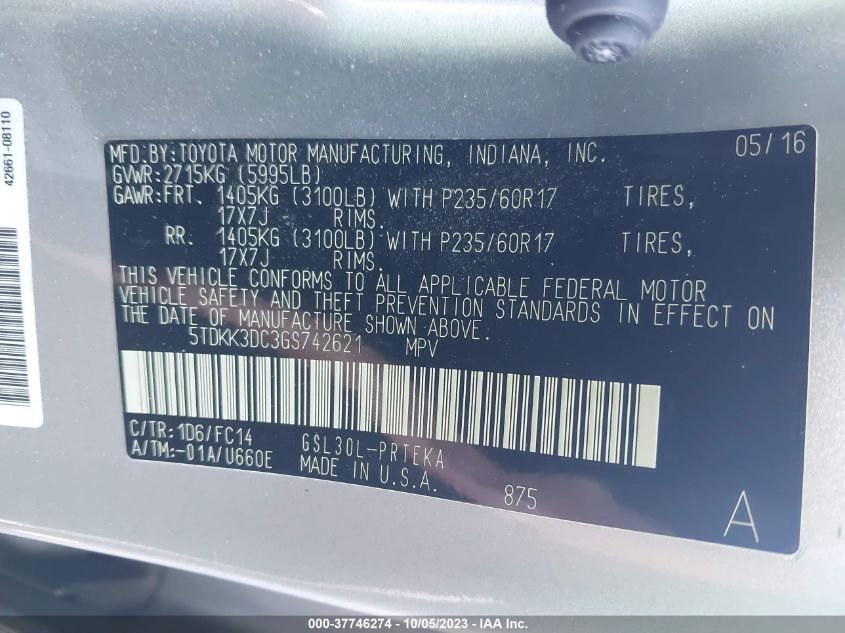 42661-08110
MFD.BY:TOYOTA MOTOR MANUFACTURING, INDIANA, INC. 05/16
GVWR:2715KG (5995LB)
GAWR:FRT. 1405KG (3100LB) WITH P235/60R17 TIRES,
17X7J RIMS.
RR. 1405KG (3100LB) WITH P235/60R17 TIRES,
17X7J RIMS.
THIS VEHICLE CONFORMS TO ALL APPLICABLE FEDERAL MOTOR
VEHICLE SAFETY AND THEFT PREVENTION STANDARDS IN EFFECT ON
THE DATE OF MANUFACTURE SHOWN ABOVE.
5TDKK3DC3GS742621 MPV
C/TR:1D6/FC14 GSL30L-PRTEKA
A/TM:-01A/U660E MADE IN U.S.A.
875
A
000-37746274 - 10/05/2023 - IAAI.com